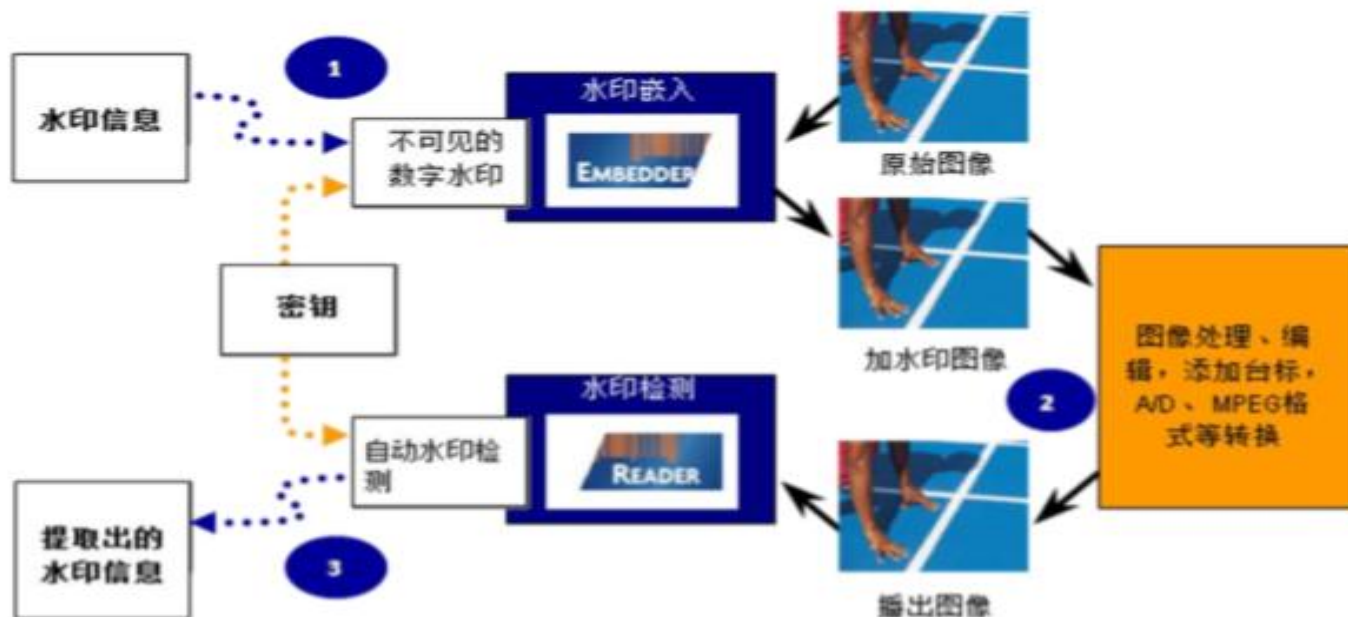 1
水印信息
不可见的
数字水印
水印嵌入
EMBEDDER
原始图像
密钥
加水印图像
2
图像处理、编
辑，添加台标，
A/D、MPEG格
式等转换
水印检测
自动水印检
测
READER
3
提取出的
水印信息
播出图像